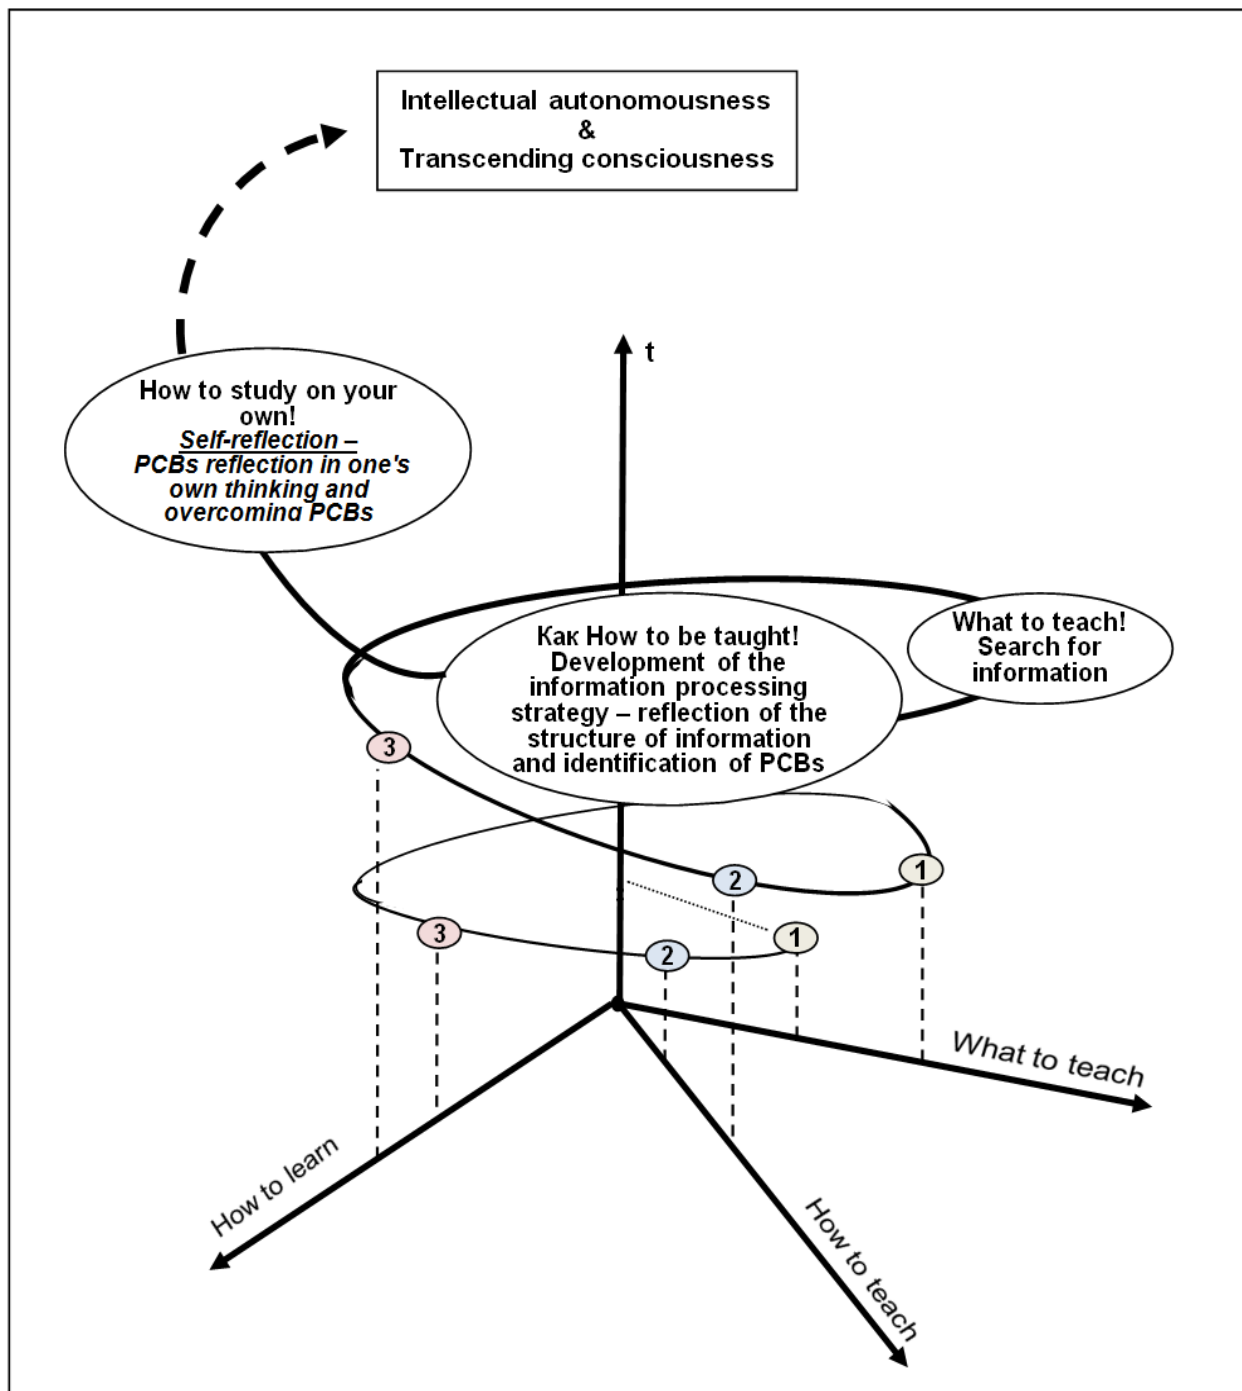 Intellectual autonomousness
&
Transcending consciousness
t
How to study on your
own!
Self-reflection –
PCBs reflection in one's
own thinking and
overcoming PCBs
What to teach!
Search for
information
Как How to be taught!
Development of the
information processing
strategy – reflection of the
structure of information
and identification of PCBs
3
1
2
3
1
2
What to teach
How to learn
How to teach